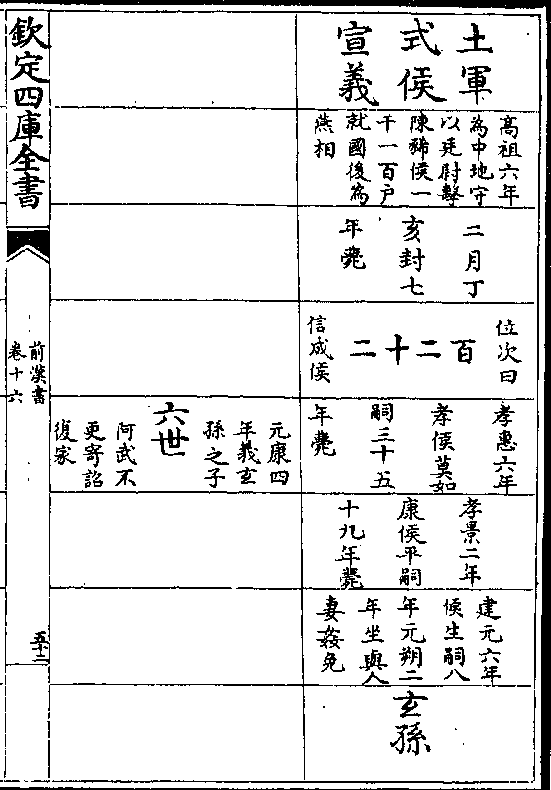 土軍
式侯
宣義
高祖六年
為中地守
以廷尉擊
陳豨侯一
千一百户
就國後為
燕相
二月丁
亥封七
年薨
位次曰
百二十二
信成侯
孝惠六年
孝侯莫如
嗣三十五
年薨
孝景二年
康侯平嗣
十九年薨
建元六年
侯生嗣八
年元朔二
年坐與人
妻姦免
玄孫
元康四
年義玄
孫之子
六世
阿武不
更寄詔
復家
欽定四庫全書
前漢書
卷十六
五十二